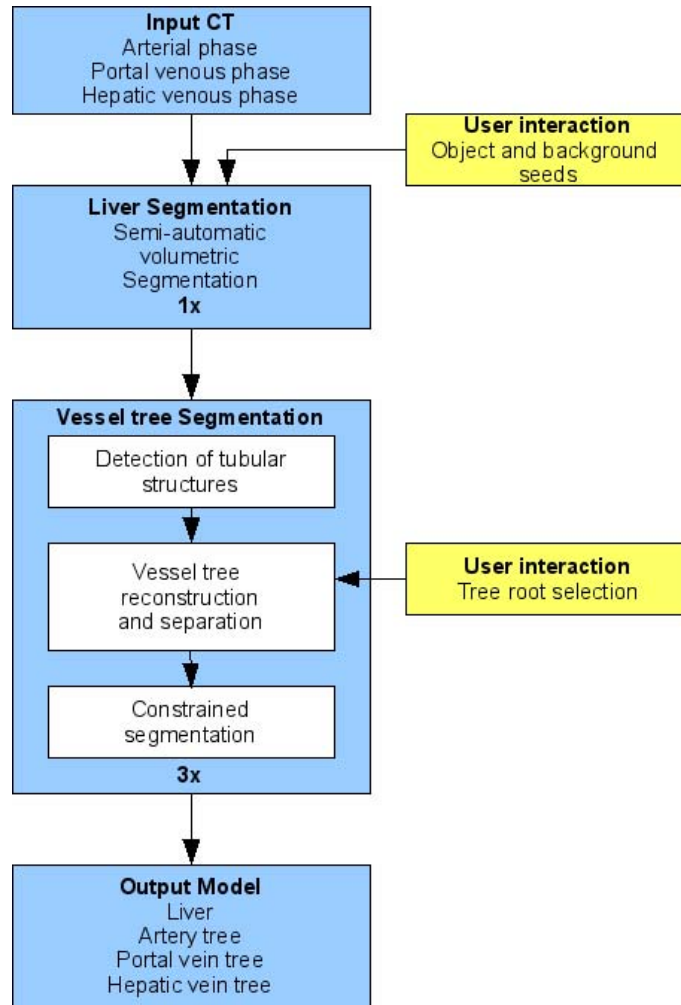 Input CT
Arterial phase
Portal venous phase
Hepatic venous phase
User interaction
Object and background
seeds
Liver Segmentation
Semi-automatic
volumetric
Segmentation
1x
Vessel tree Segmentation
Detection of tubular
structures
Vessel tree
reconstruction
and separation
User interaction
Tree root selection
Constrained
segmentation
3x
Output Model
Liver
Artery tree
Portal vein tree
Hepatic vein tree